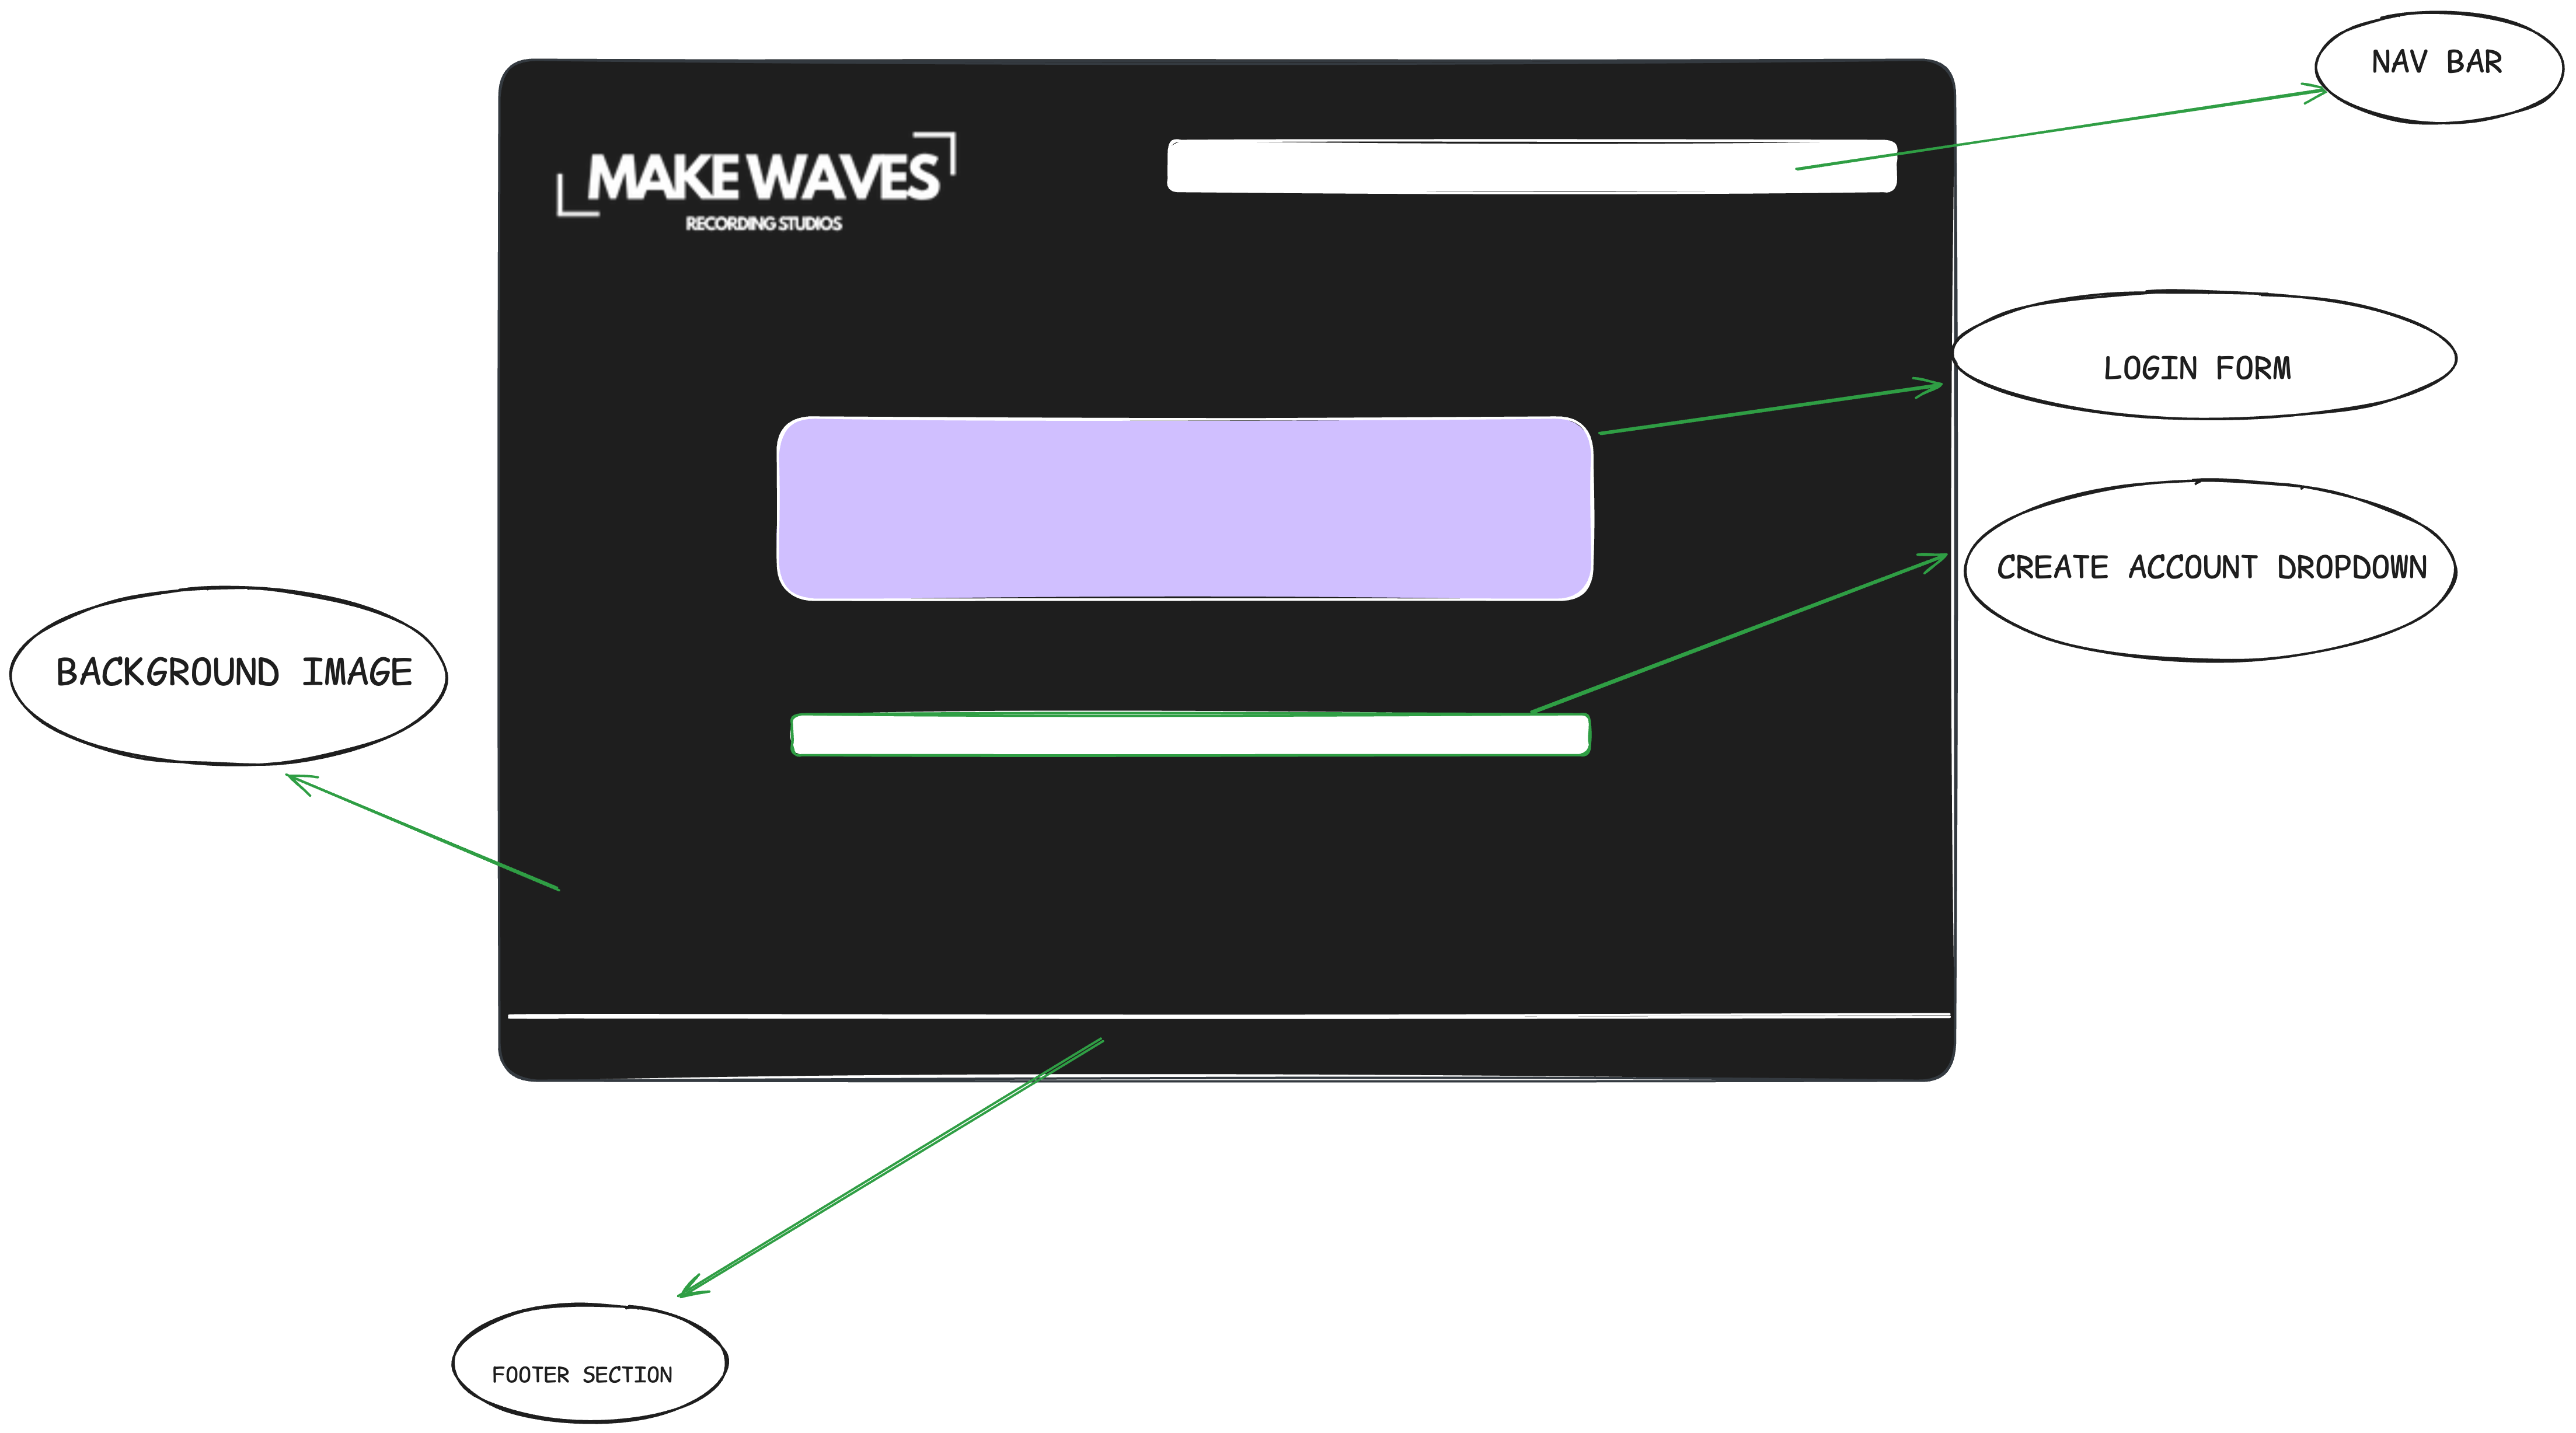 NAV BAR
MAKE WAVES
RECORDING STUDIOS
LOGIN FORM
CREATE ACCOUNT DROPDOWN
BACKGROUND IMAGE
FOOTER SECTION